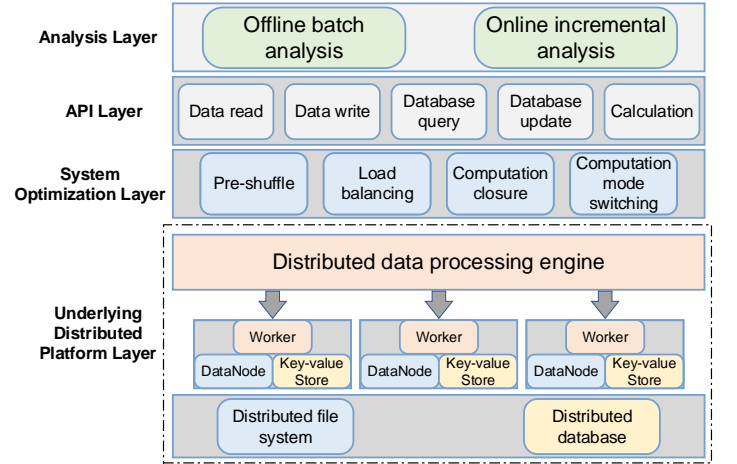 Analysis Layer
Offline batch
analysis
Online incremental
analysis
API Layer
Data read
Data write
Database
query
Database
update
Calculation
System
Optimization Layer
Pre-shuffle
Load
balancing
Computation
closure
Computation
mode
switching
Underlying
Distributed
Platform Layer
Distributed data processing engine
Worker
DataNode
Key-value
Store
Worker
DataNode
Key-value
Store
Worker
DataNode
Key-value
Store
Distributed file
system
Distributed
database